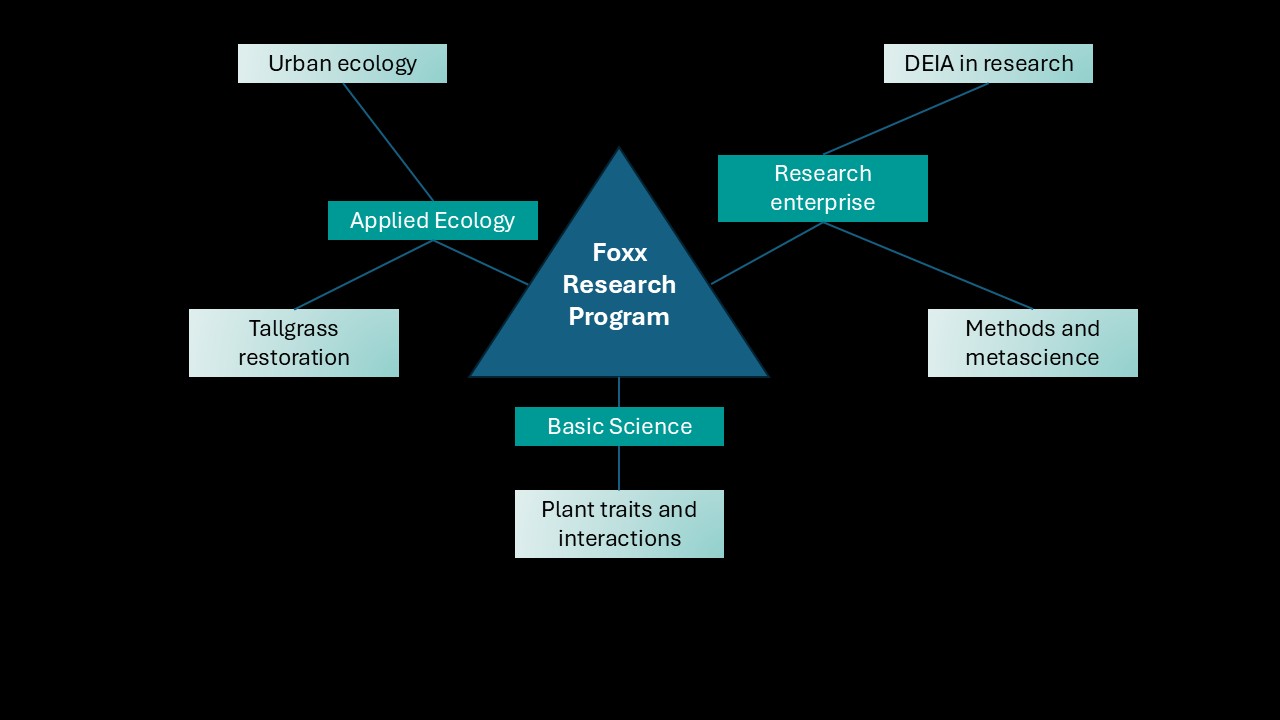 Urban ecology
DEIA in research
Research
enterprise
Applied Ecology
Foxx
Research
Program
Tallgrass
restoration
Methods and
metascience
Basic Science
Plant traits and
interactions